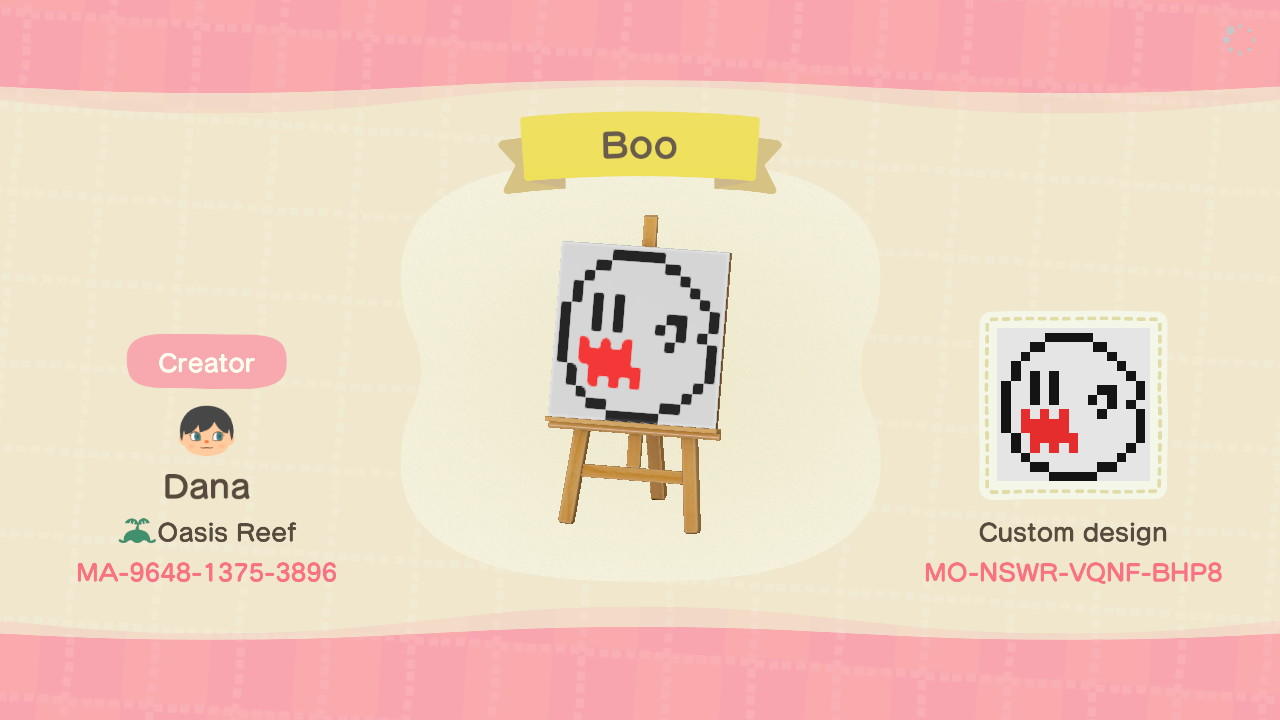 Boo
Creator
Dana
Oasis Reef
MA-9648-1375-3896
Custom design
MO-NSWR-VQNF-BHP8